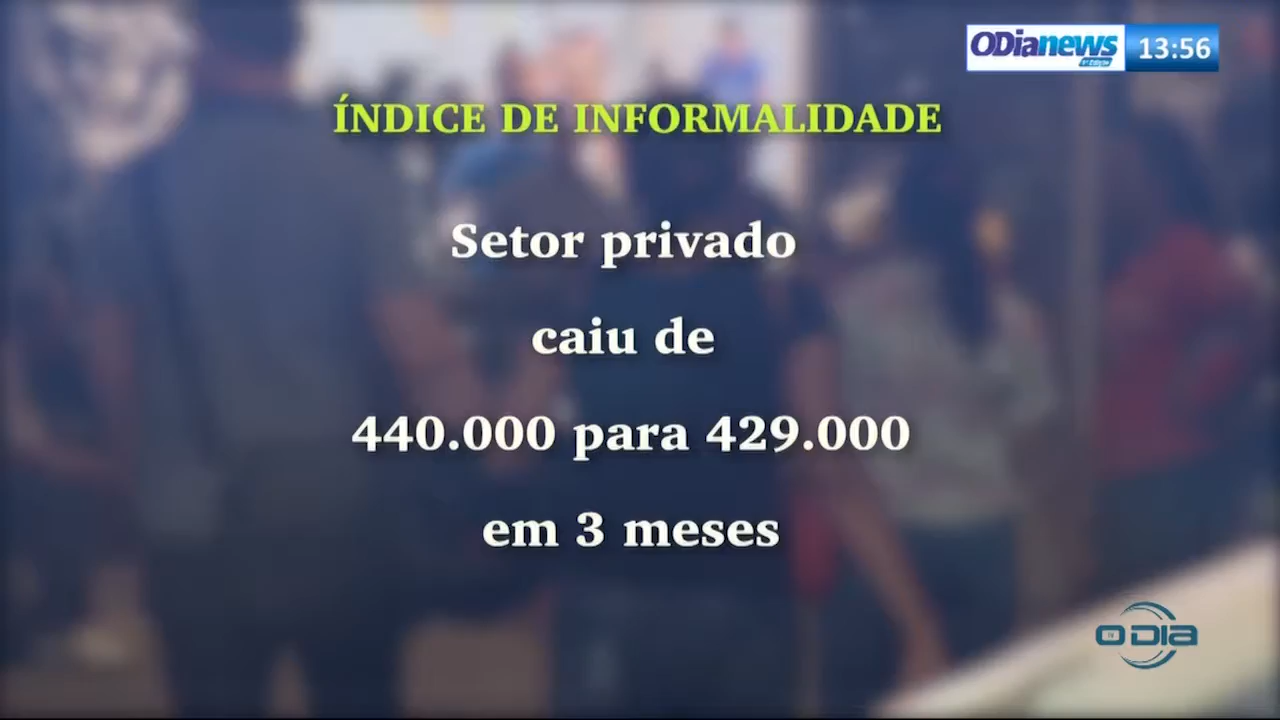 ODianews 13:56
ÍNDICE DE INFORMALIDADE
Setor privado
caiu de
440.000 para 429.000
em 3 meses
O DIA